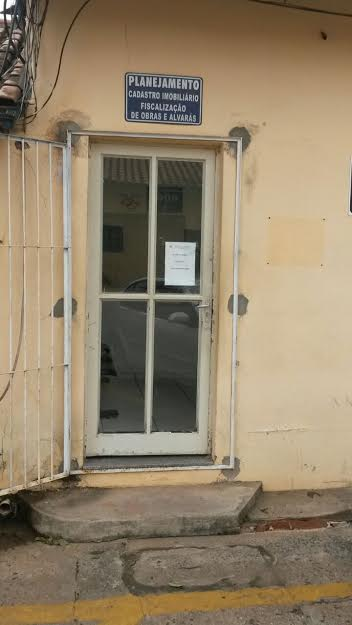 PLANEJAMENTO
CADASTRO IMOBILIÁRIO
FISCALIZAÇÃO
DE OBRAS E ALVARÁS